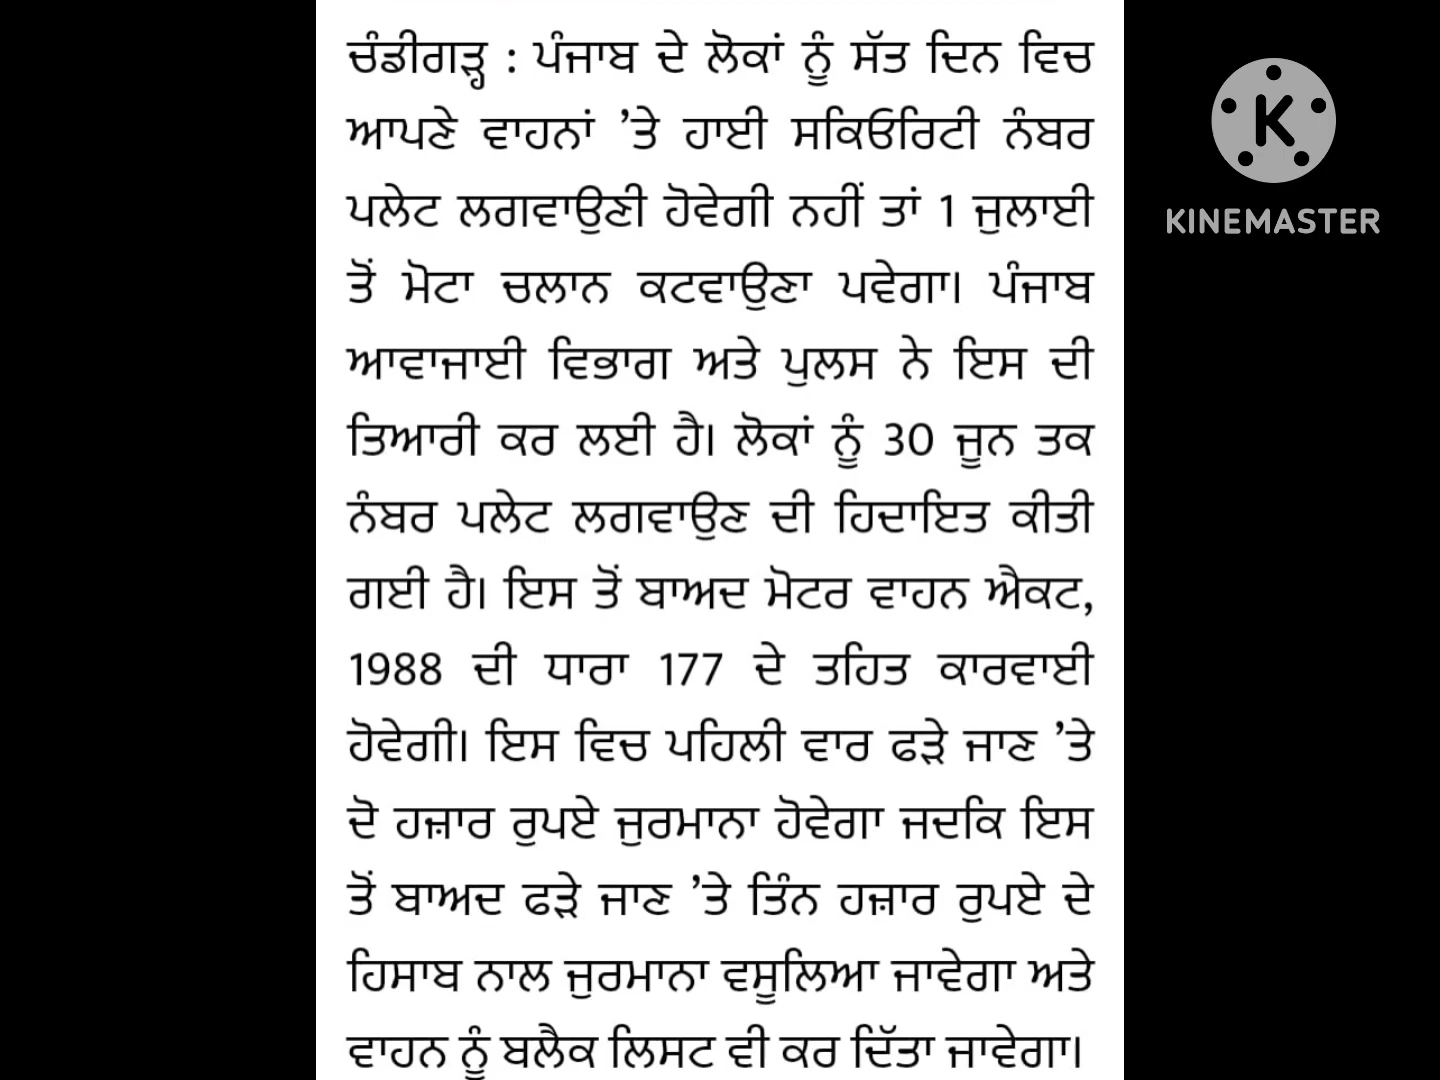 ਚੰਡੀਗੜ੍ਹ : ਪੰਜਾਬ ਦੇ ਲੋਕਾਂ ਨੂੰ ਸੱਤ ਦਿਨ ਵਿਚ
ਆਪਣੇ ਵਾਹਨਾਂ ’ਤੇ ਹਾਈ ਸਕਿਓਰਿਟੀ ਨੰਬਰ
ਪਲੇਟ ਲਗਵਾਉਣੀ ਹੋਵੇਗੀ ਨਹੀਂ ਤਾਂ 1 ਜੁਲਾਈ
ਤੋਂ ਮੋਟਾ ਚਲਾਨ ਕਟਵਾਉਣਾ ਪਵੇਗਾ। ਪੰਜਾਬ
ਆਵਾਜਾਈ ਵਿਭਾਗ ਅਤੇ ਪੁਲਸ ਨੇ ਇਸ ਦੀ
ਤਿਆਰੀ ਕਰ ਲਈ ਹੈ। ਲੋਕਾਂ ਨੂੰ 30 ਜੂਨ ਤਕ
ਨੰਬਰ ਪਲੇਟ ਲਗਵਾਉਣ ਦੀ ਹਿਦਾਇਤ ਕੀਤੀ
ਗਈ ਹੈ। ਇਸ ਤੋਂ ਬਾਅਦ ਮੋਟਰ ਵਾਹਨ ਐਕਟ,
1988 ਦੀ ਧਾਰਾ 177 ਦੇ ਤਹਿਤ ਕਾਰਵਾਈ
ਹੋਵੇਗੀ। ਇਸ ਵਿਚ ਪਹਿਲੀ ਵਾਰ ਫੜੇ ਜਾਣ ’ਤੇ
ਦੋ ਹਜ਼ਾਰ ਰੁਪਏ ਜੁਰਮਾਨਾ ਹੋਵੇਗਾ ਜਦਕਿ ਇਸ
ਤੋਂ ਬਾਅਦ ਫੜੇ ਜਾਣ ’ਤੇ ਤਿੰਨ ਹਜ਼ਾਰ ਰੁਪਏ ਦੇ
ਹਿਸਾਬ ਨਾਲ ਜੁਰਮਾਨਾ ਵਸੂਲਿਆ ਜਾਵੇਗਾ ਅਤੇ
ਵਾਹਨ ਨੂੰ ਬਲੈਕ ਲਿਸਟ ਵੀ ਕਰ ਦਿੱਤਾ ਜਾਵੇਗਾ।
K
KINEMASTER